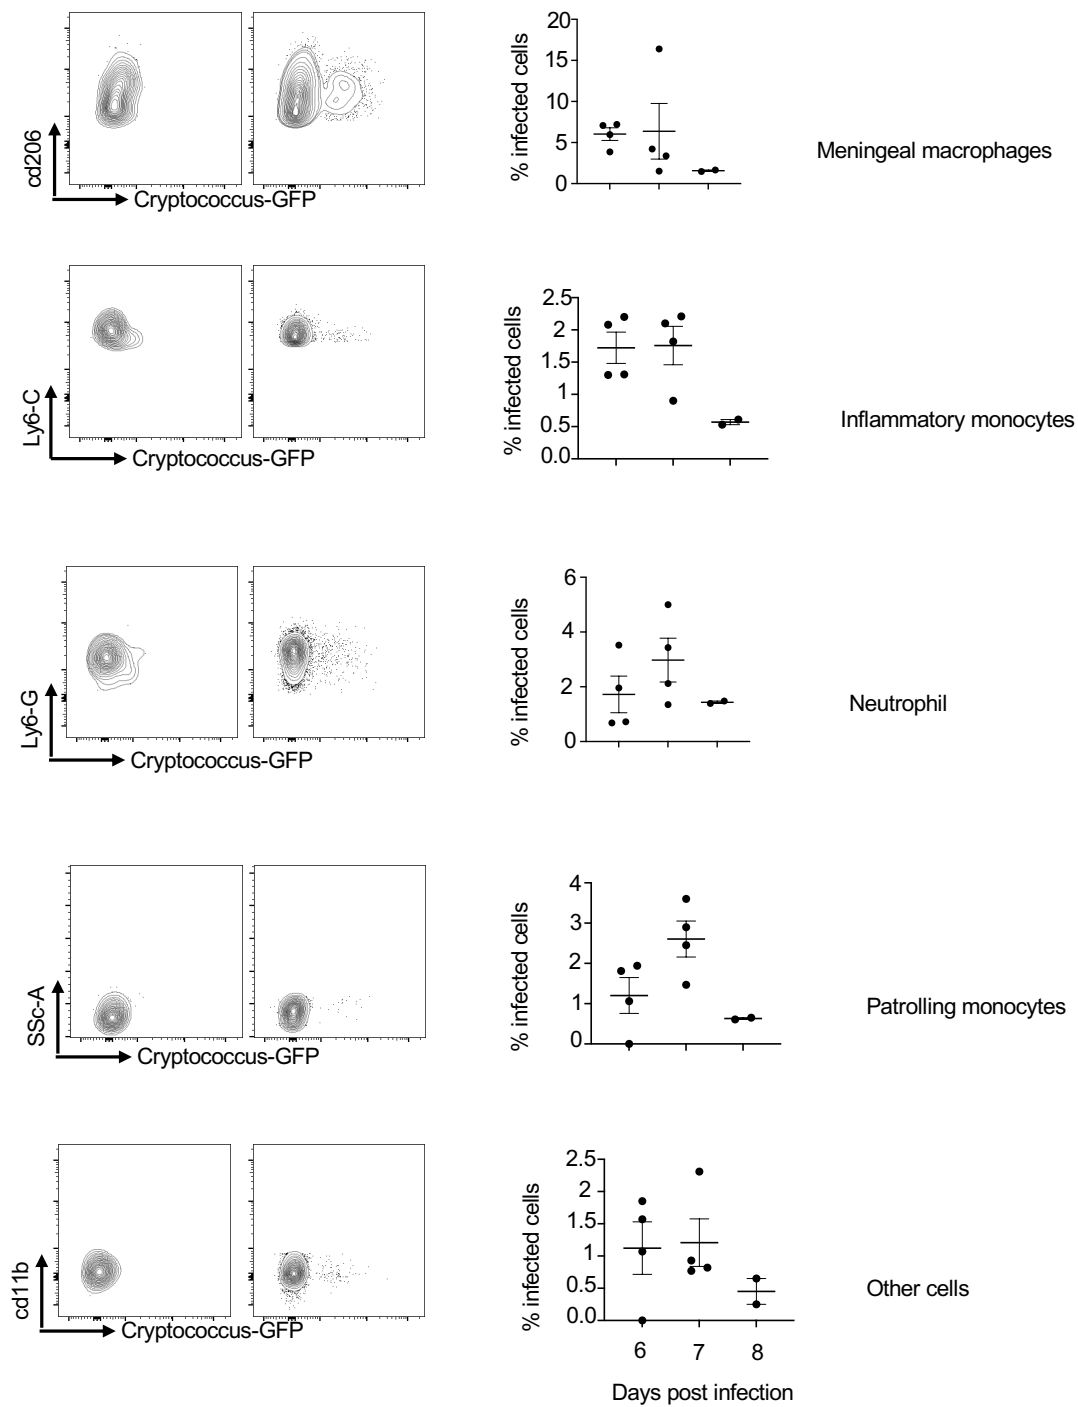 cd206
Cryptococcus-GFP
% infected cells
20
15
10
5
0
Meningeal macrophages
Ly6-C
Cryptococcus-GFP
% infected cells
2.5
2
1.5
1
0.5
0.0
Inflammatory monocytes
Ly6-G
Cryptococcus-GFP
% infected cells
6
4
2
0
Neutrophil
SSc-A
Cryptococcus-GFP
% infected cells
4
3
2
1
0
Patrolling monocytes
cd11b
Cryptococcus-GFP
% infected cells
2.5
2
1.5
1
0.5
0.0
6 7 8
Days post infection
Other cells